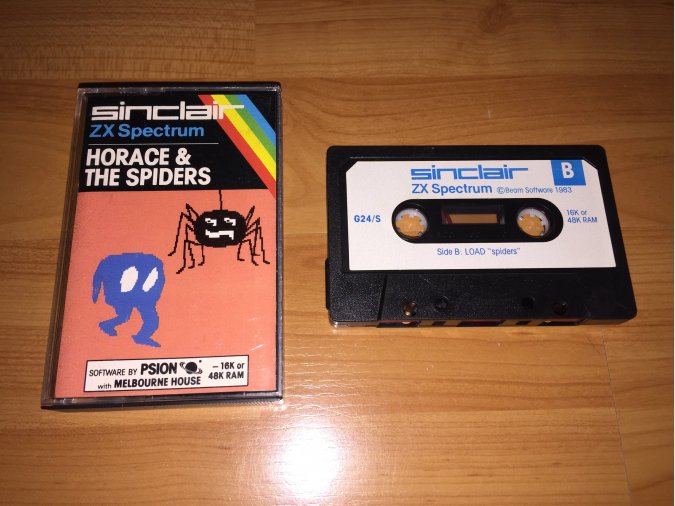 sinclair
ZX Spectrum
HORACE &
THE SPIDERS
SOFTWARE BY PSION
with MELBOURNE HOUSE
– 16K or
48K RAM
sinclair
ZX Spectrum ©Beam Software 1983
B
G24/S
16K or
48K RAM
Side B: LOAD "spiders"